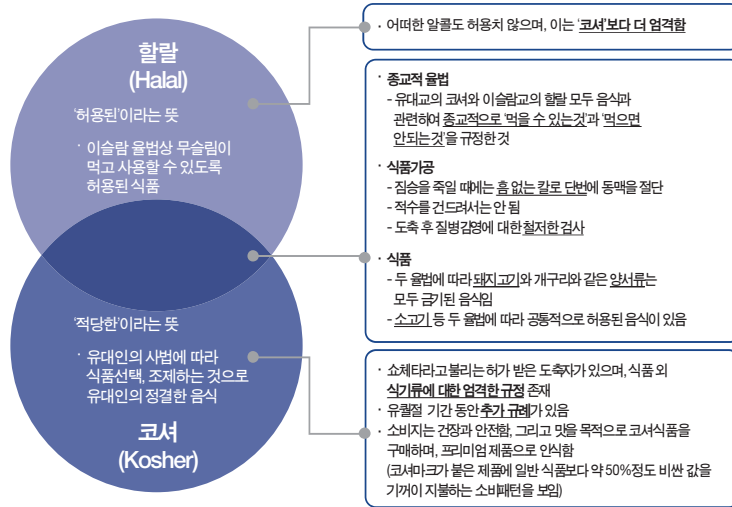 할랄
(Halal)
‘허용된’이라는 뜻
· 이슬람 율법상 무슬림이
먹고 사용할 수 있도록
허용된 식품
‘적당한’이라는 뜻
· 유대인의 사법에 따라
식품선택, 조제하는 것으로
유대인의 정결한 음식
코셔
(Kosher)
· 어떠한 알콜도 허용치 않으며, 이는 ‘코셔’보다 더 엄격함
· 종교적 율법
- 유대교의 코셔와 이슬람교의 할랄 모두 음식과
관련하여 종교적으로 ‘먹을 수 있는것’과 ‘먹으면
안되는것’을 규정한 것
· 식품가공
- 짐승을 죽일 때에는 흠 없는 칼로 단번에 동맥을 절단
- 척수를 건드려서는 안 됨
- 도축 후 질병감영에 대한 철저한 검사
· 식품
- 두 율법에 따라 돼지고기와 개구리와 같은 양서류는
모두 금기된 음식임
- 소고기 등 두 율법에 따라 공통적으로 허용된 음식이 있음
· 쇼체타라고 불리는 허가 받은 도축자가 있으며, 식품 외
식기류에 대한 엄격한 규정 존재
· 유월절 기간 동안 추가 규례가 있음
· 소비지는 건장과 안전함, 그리고 맛을 목적으로 코셔식품을
구매하며, 프리미엄 제품으로 인식함
(코셔마크가 붙은 제품에 일반 식품보다 약 50%정도 비싼 값을
기꺼이 지불하는 소비패턴을 보임)